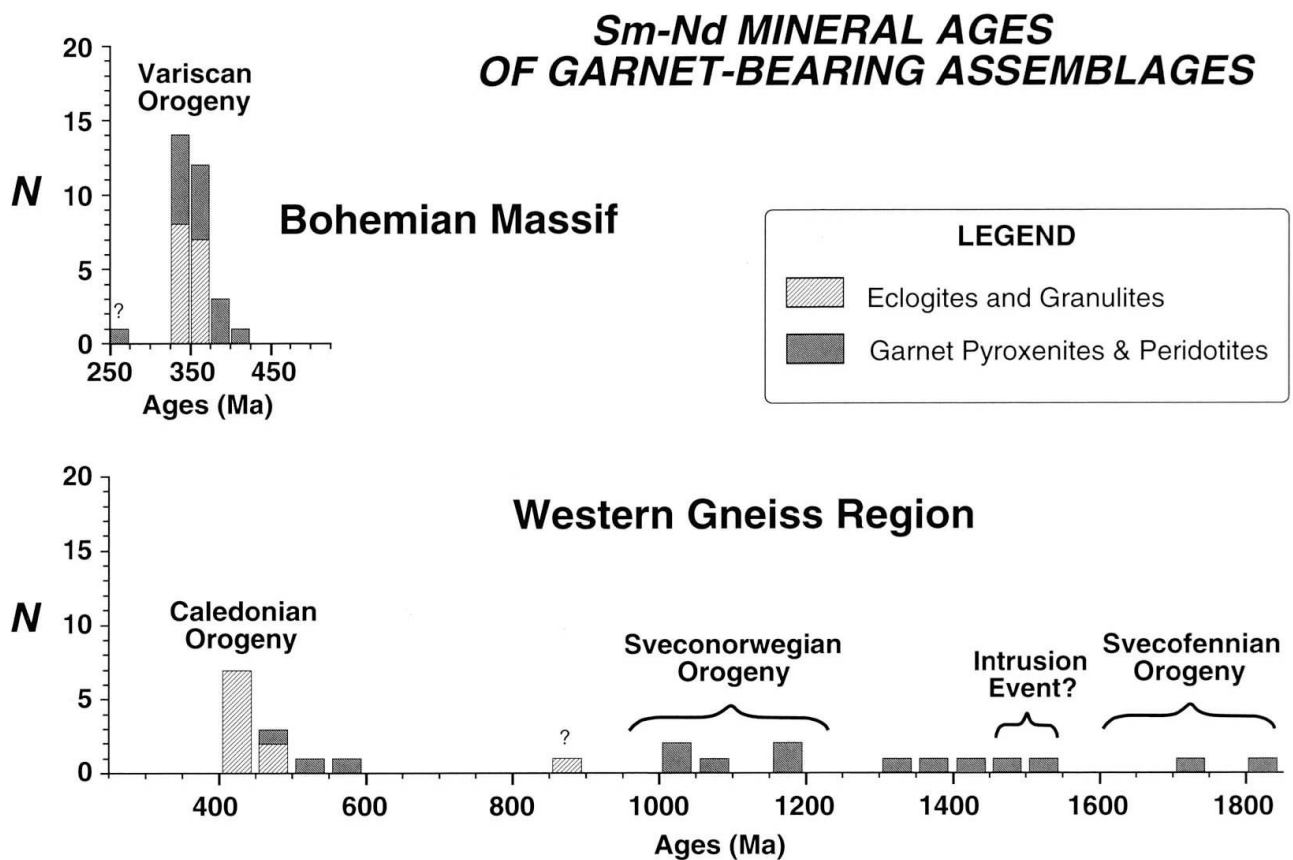 Sm-Nd MINERAL AGES
OF GARNET-BEARING ASSEMBLAGES
20
15
10
5
0
N
Variscan
Orogeny
?
Bohemian Massif
250
350
450
Ages (Ma)
LEGEND
Eclogites and Granulites
Garnet Pyroxenites & Peridotites
Western Gneiss Region
20
15
10
5
0
N
Caledonian
Orogeny
?
Sveconorwegian
Orogeny
Intrusion
Event?
Svecofennian
Orogeny
400
600
800
1000
1200
1400
1600
1800
Ages (Ma)